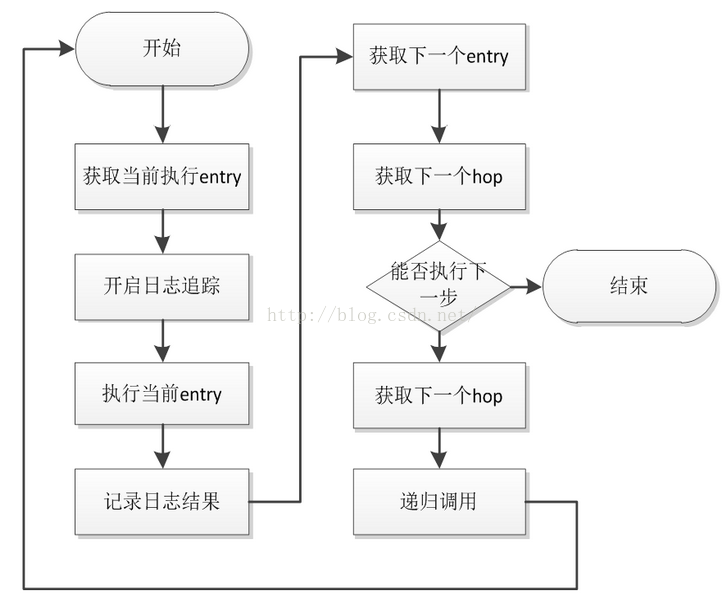 开始
获取当前执行entry
开启日志追踪
执行当前entry
记录日志结果
获取下一个entry
获取下一个hop
能否执行下
一步
结束
获取下一个hop
递归调用
http://blog.csdn.net/